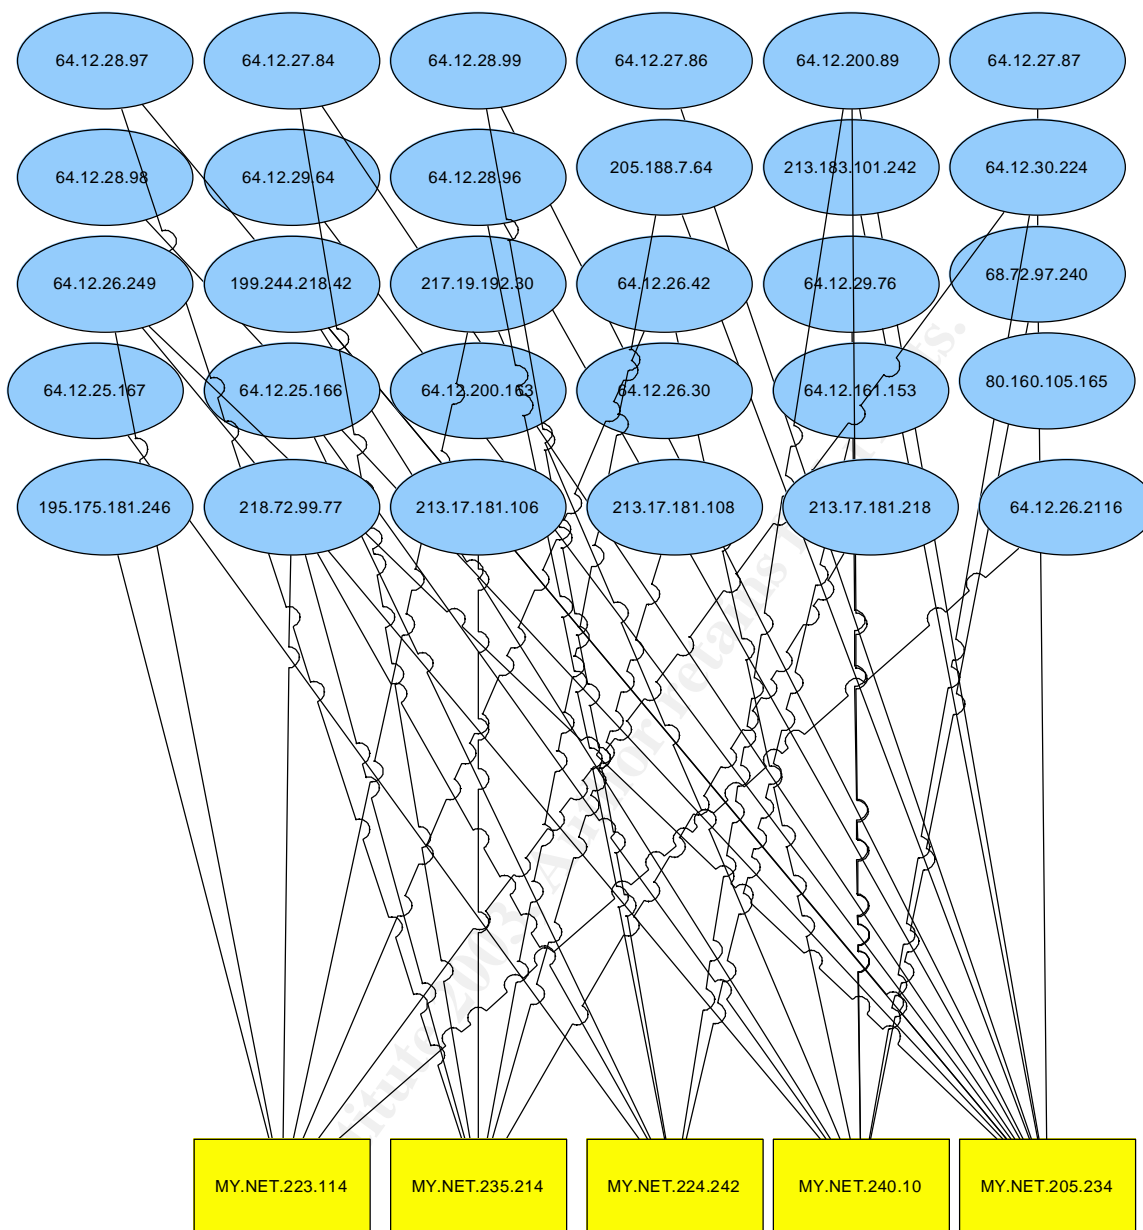 64.12.28.97 64.12.27.84 64.12.28.99 64.12.27.86 64.12.200.89 64.12.27.87
64.12.28.98 64.12.29.64 64.12.28.96 205.188.7.64 213.183.101.242 64.12.30.224
64.12.26.249 199.244.218.42 217.19.192.30 64.12.26.42 64.12.29.76 68.72.97.240
64.12.25.167 64.12.25.166 64.12.200.163 64.12.26.30 64.12.161.153 80.160.105.165
195.175.181.246 218.72.99.77 213.17.181.106 213.17.181.108 213.17.181.218 64.12.26.2116
MY.NET.223.114 MY.NET.235.214 MY.NET.224.242 MY.NET.240.10 MY.NET.205.234
2003, Author retains